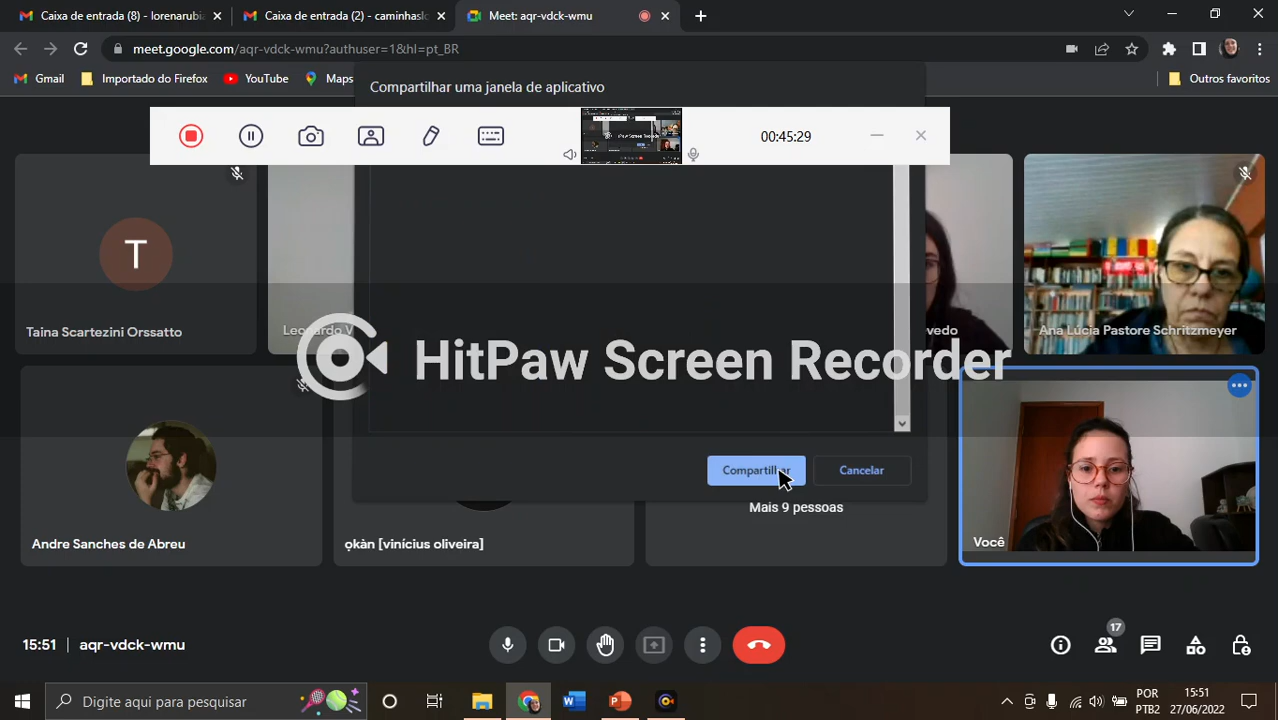 Caixa de entrada (8) - lorenarubia
Caixa de entrada (2) - caminhaslo
Meet: aqr-vdck-wmu
meet.google.com/aqr-vdck-wmu?authuser=1&hl=pt_BR
Gmail
Importado do Firefox
YouTube
Maps
Outros favoritos
Compartilhar uma janela de aplicativo
00:45:29
T
Taina Scartezini Orssatto
Leonardo V
vedo
Ana Lúcia Pastore Schritzmeyer
HitPaw Screen Recorder
Compartilhar
Cancelar
Mais 9 pessoas
Andre Sanches de Abreu
ọkàn [vinícius oliveira]
Você
15:51 | aqr-vdck-wmu
17
Digite aqui para pesquisar
POR
PTB2
15:51
27/06/2022